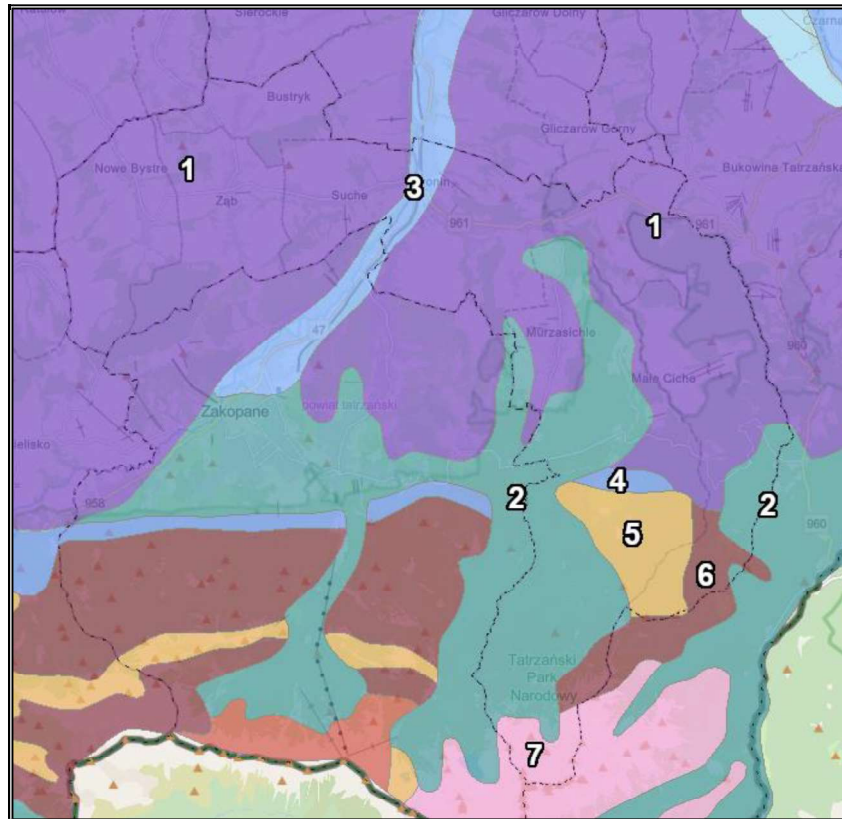 Sierockie
Gliczarów Dolny
Czarna
Bustryk
Gliczarów Górny
1
Nowe Bystre
Bukowina Tatrzańska
3
Suche
Ząb
961
1
961
47
Murzasichle
960
Małe Ciche
Zakopane
powiat tatrzański
958
4
2
2
5
960
6
Tatrzański
Park
Narodowy
7